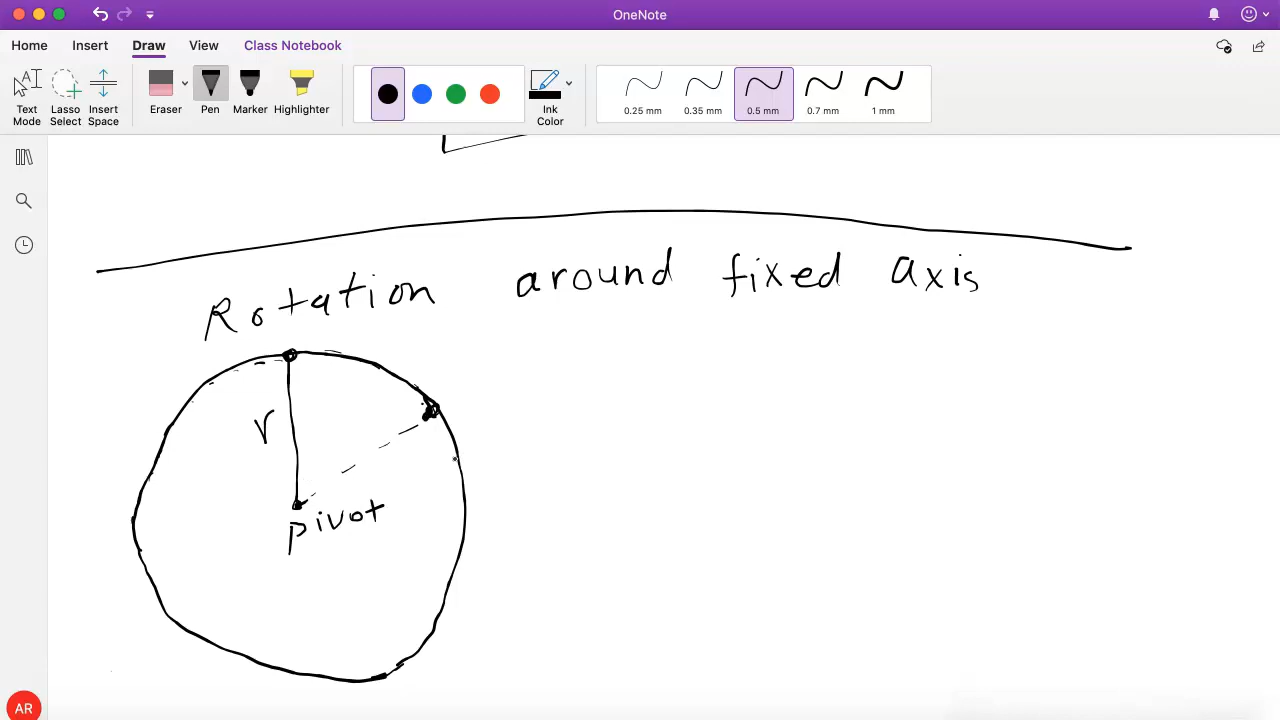 OneNote
Home Insert Draw View Class Notebook
Text Mode
Lasso Select
Insert Space
Eraser
Pen
Marker
Highlighter
Ink Color
0.25 mm
0.35 mm
0.5 mm
0.7 mm
1 mm
Rotation around fixed axis
r
pivot
AR